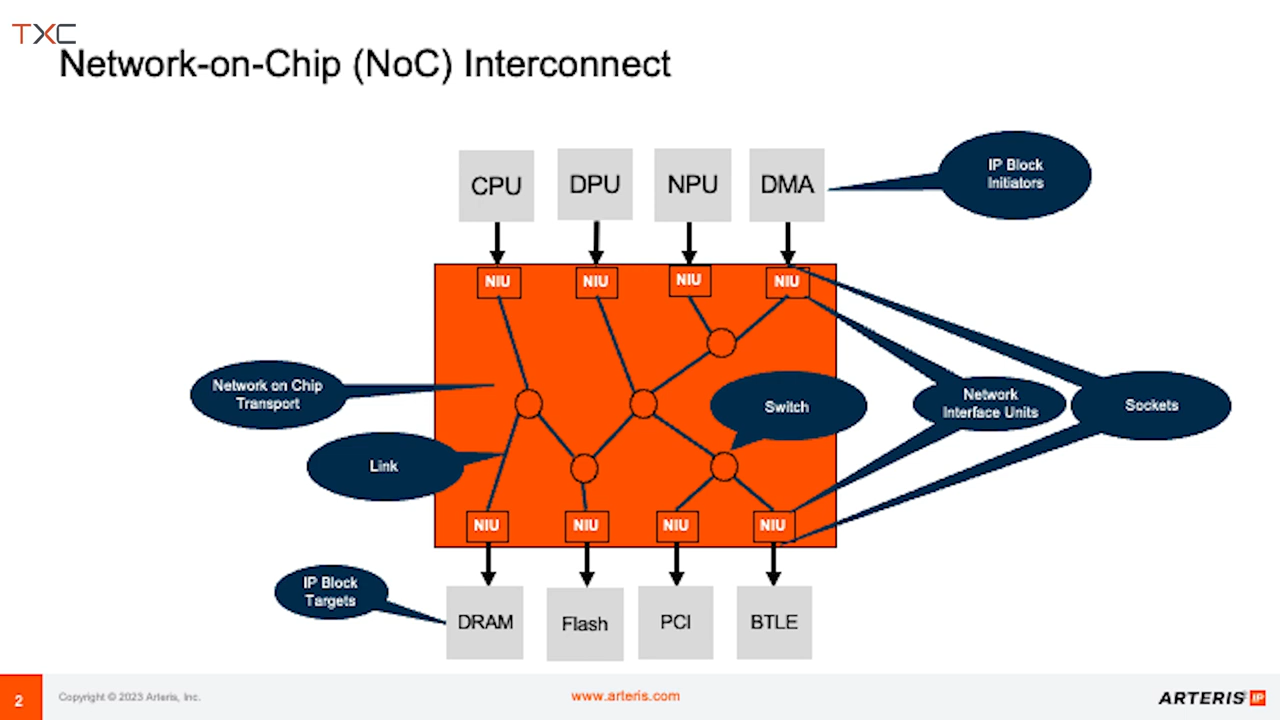 TXC
Network-on-Chip (NoC) Interconnect
CPU
DPU
NPU
DMA
IP Block
Initiators
NIU
NIU
NIU
NIU
Network on Chip
Transport
Switch
Network
Interface Units
Sockets
Link
NIU
NIU
NIU
NIU
IP Block
Targets
DRAM
Flash
PCI
BTLE
2
Copyright © 2023 Arteris, Inc.
www.arteris.com
ARTERIS IP